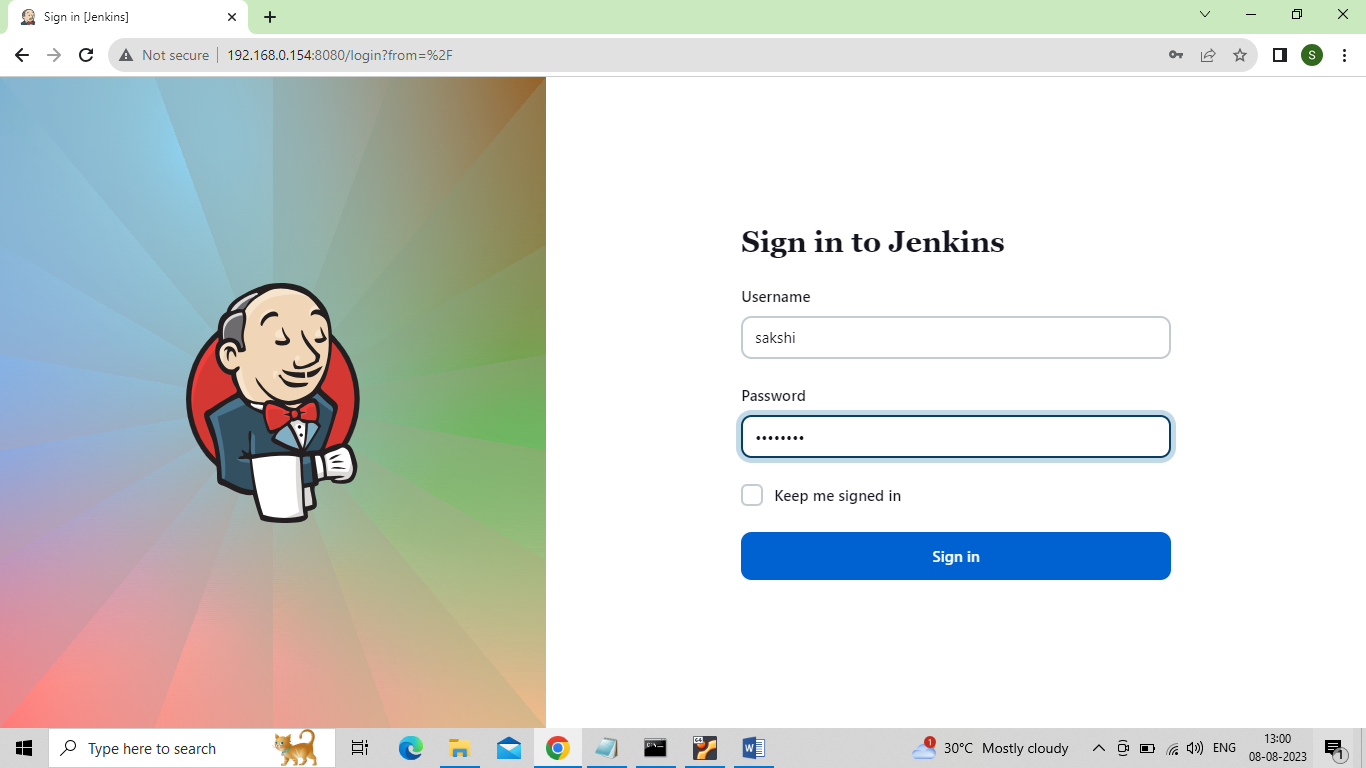 Sign in [Jenkins]
Not secure 192.168.0.154:8080/login?from=%2F
S
Sign in to Jenkins
Username
sakshi
Password
••••••••
Keep me signed in
Sign in
Type here to search
1
30°C Mostly cloudy
ENG
13:00
08-08-2023
1